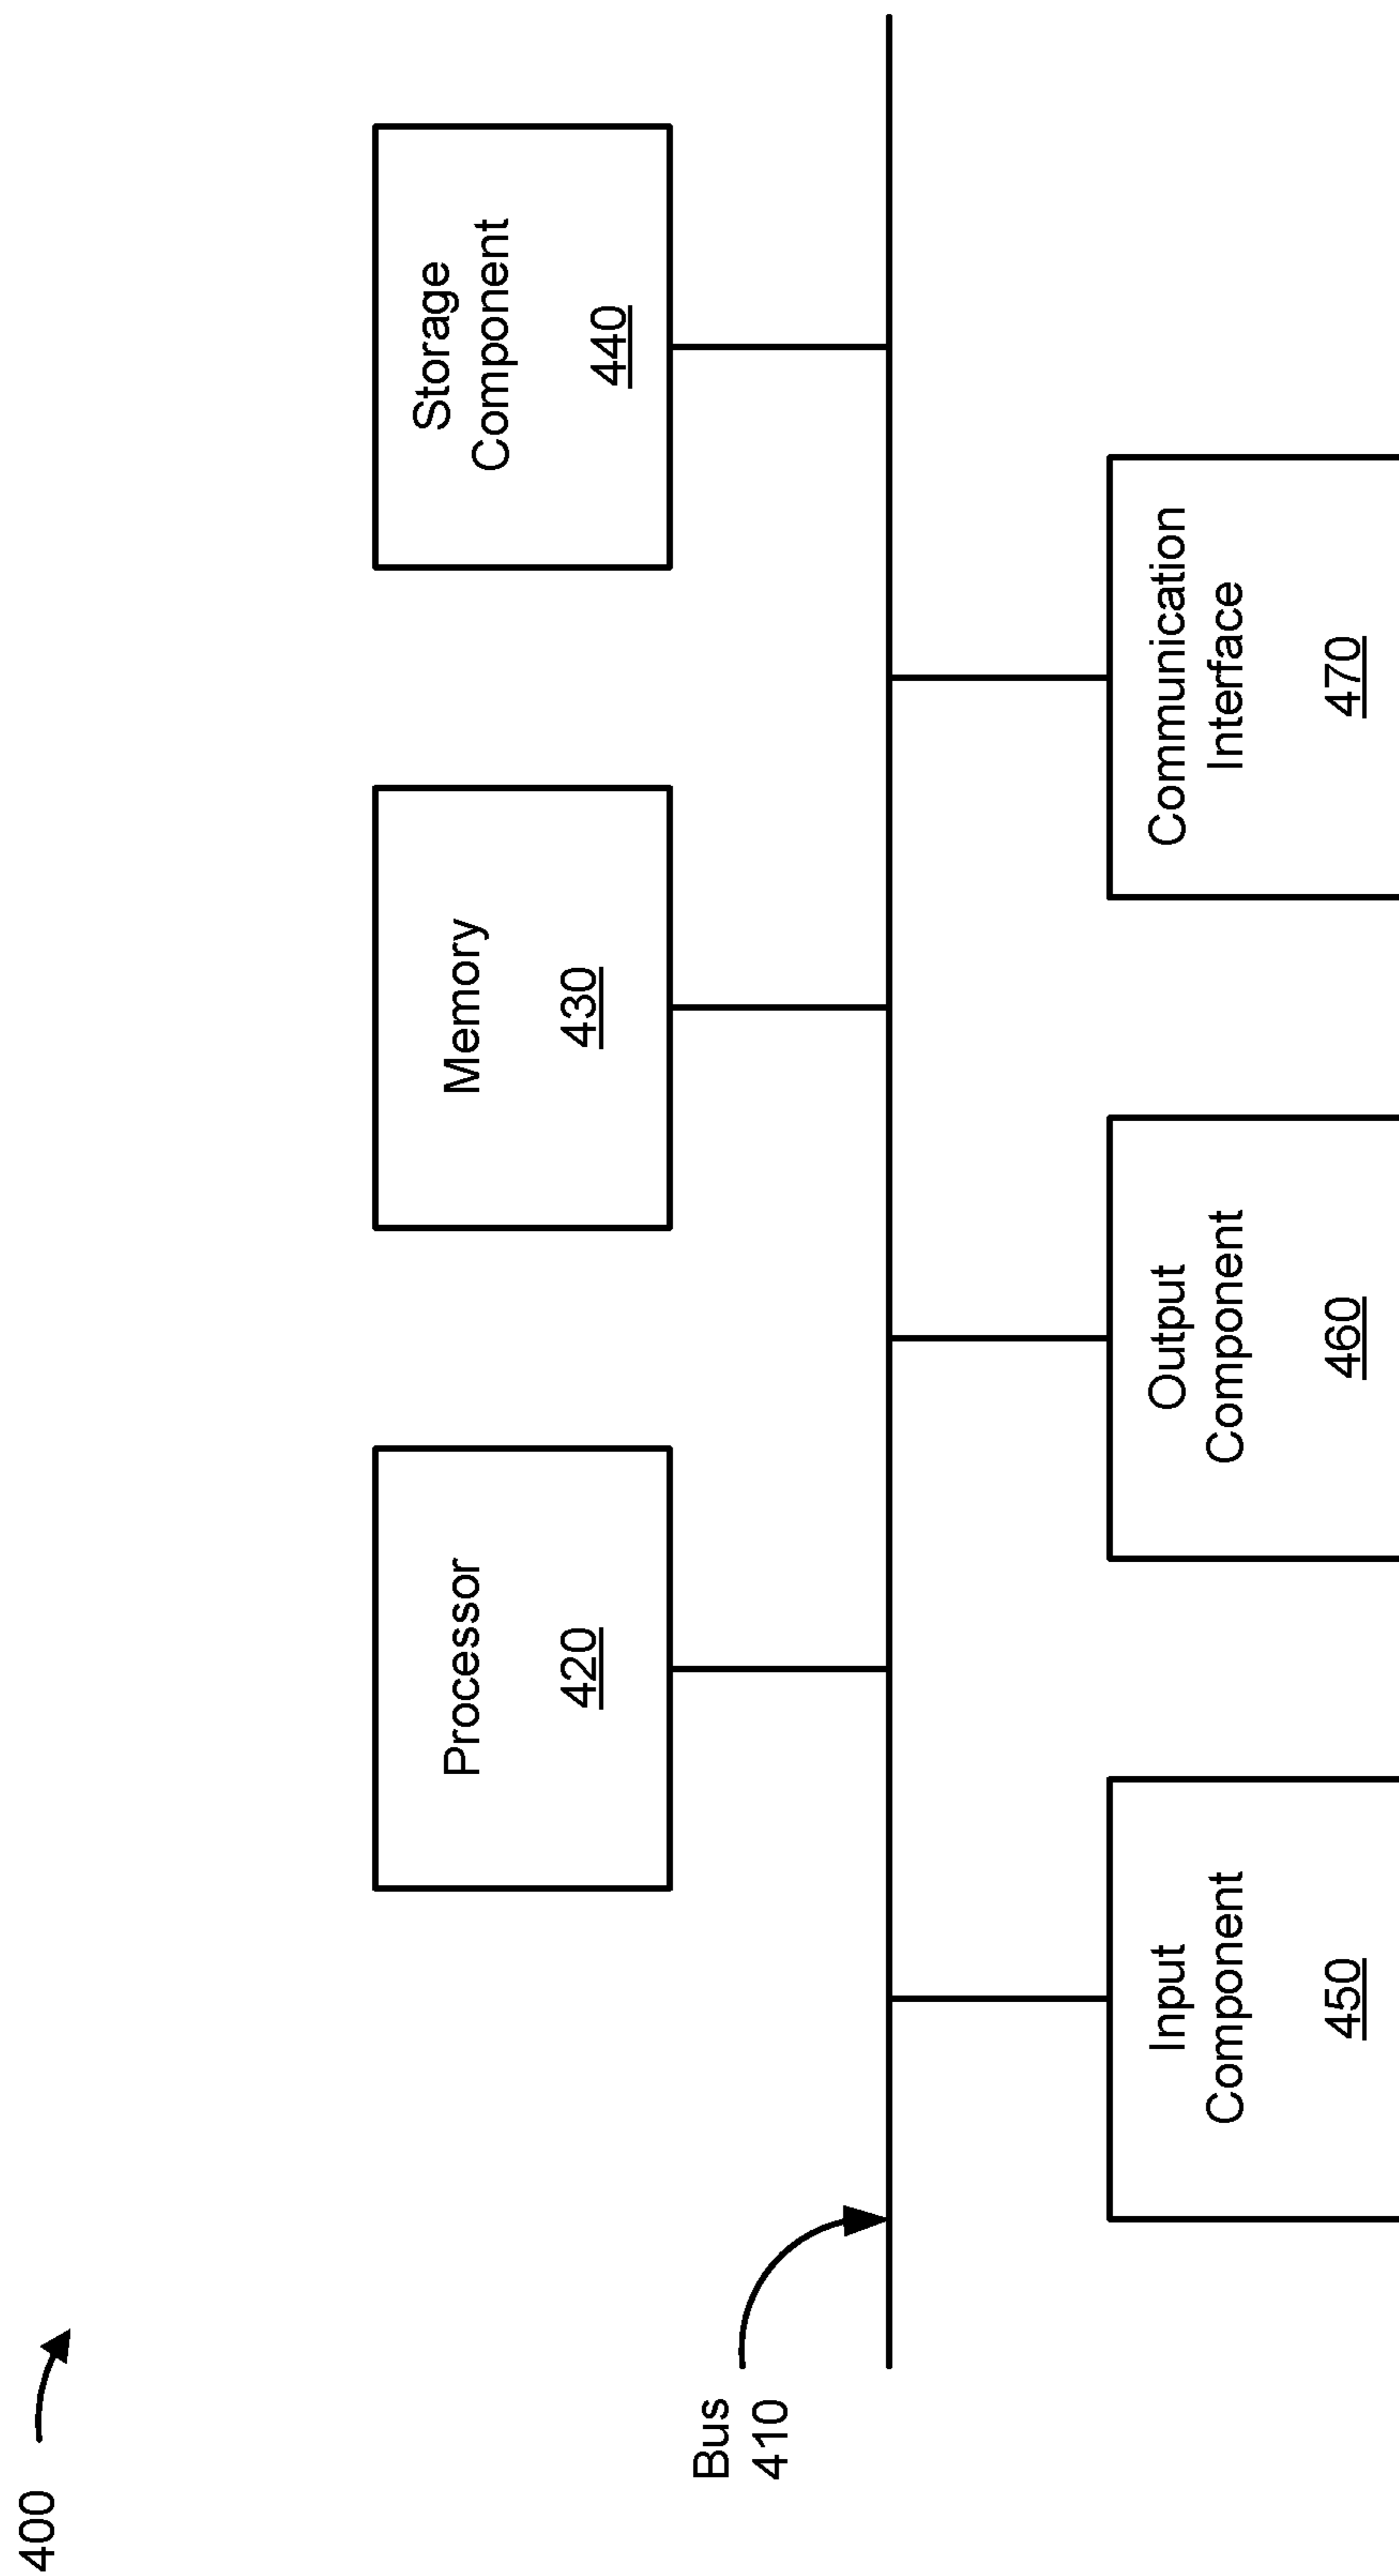 400
Processor
420
Memory
430
Storage
Component
440
Bus
410
Input
Component
450
Output
Component
460
Communication
Interface
470